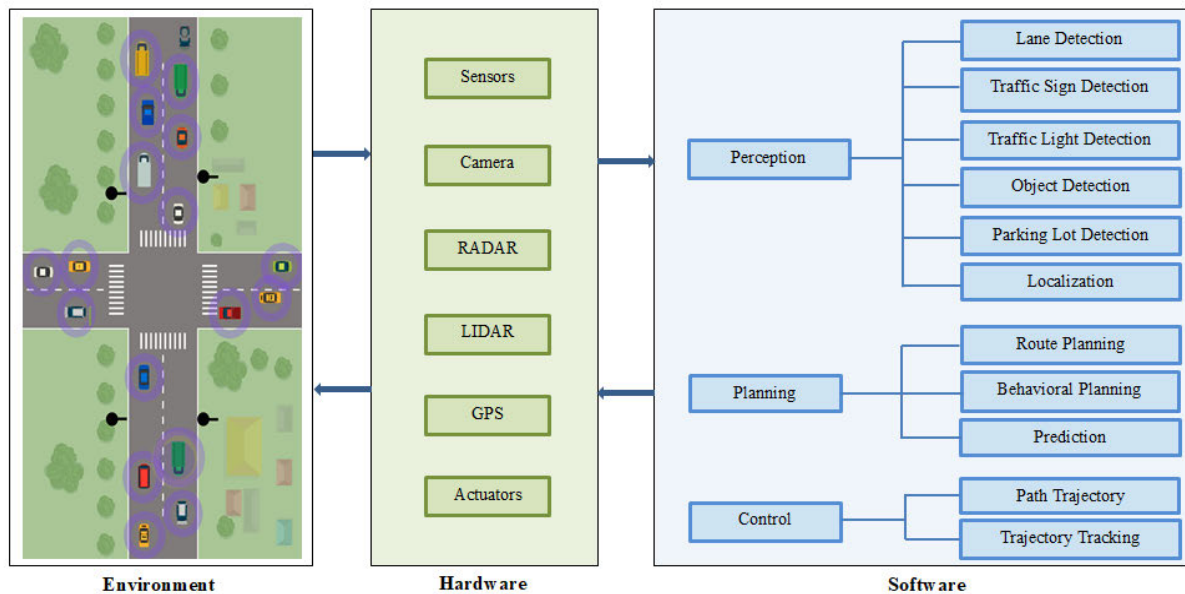 Sensors
Camera
RADAR
LIDAR
GPS
Actuators
Perception
Lane Detection
Traffic Sign Detection
Traffic Light Detection
Object Detection
Parking Lot Detection
Localization
Planning
Route Planning
Behavioral Planning
Prediction
Control
Path Trajectory
Trajectory Tracking
Environment
Hardware
Software